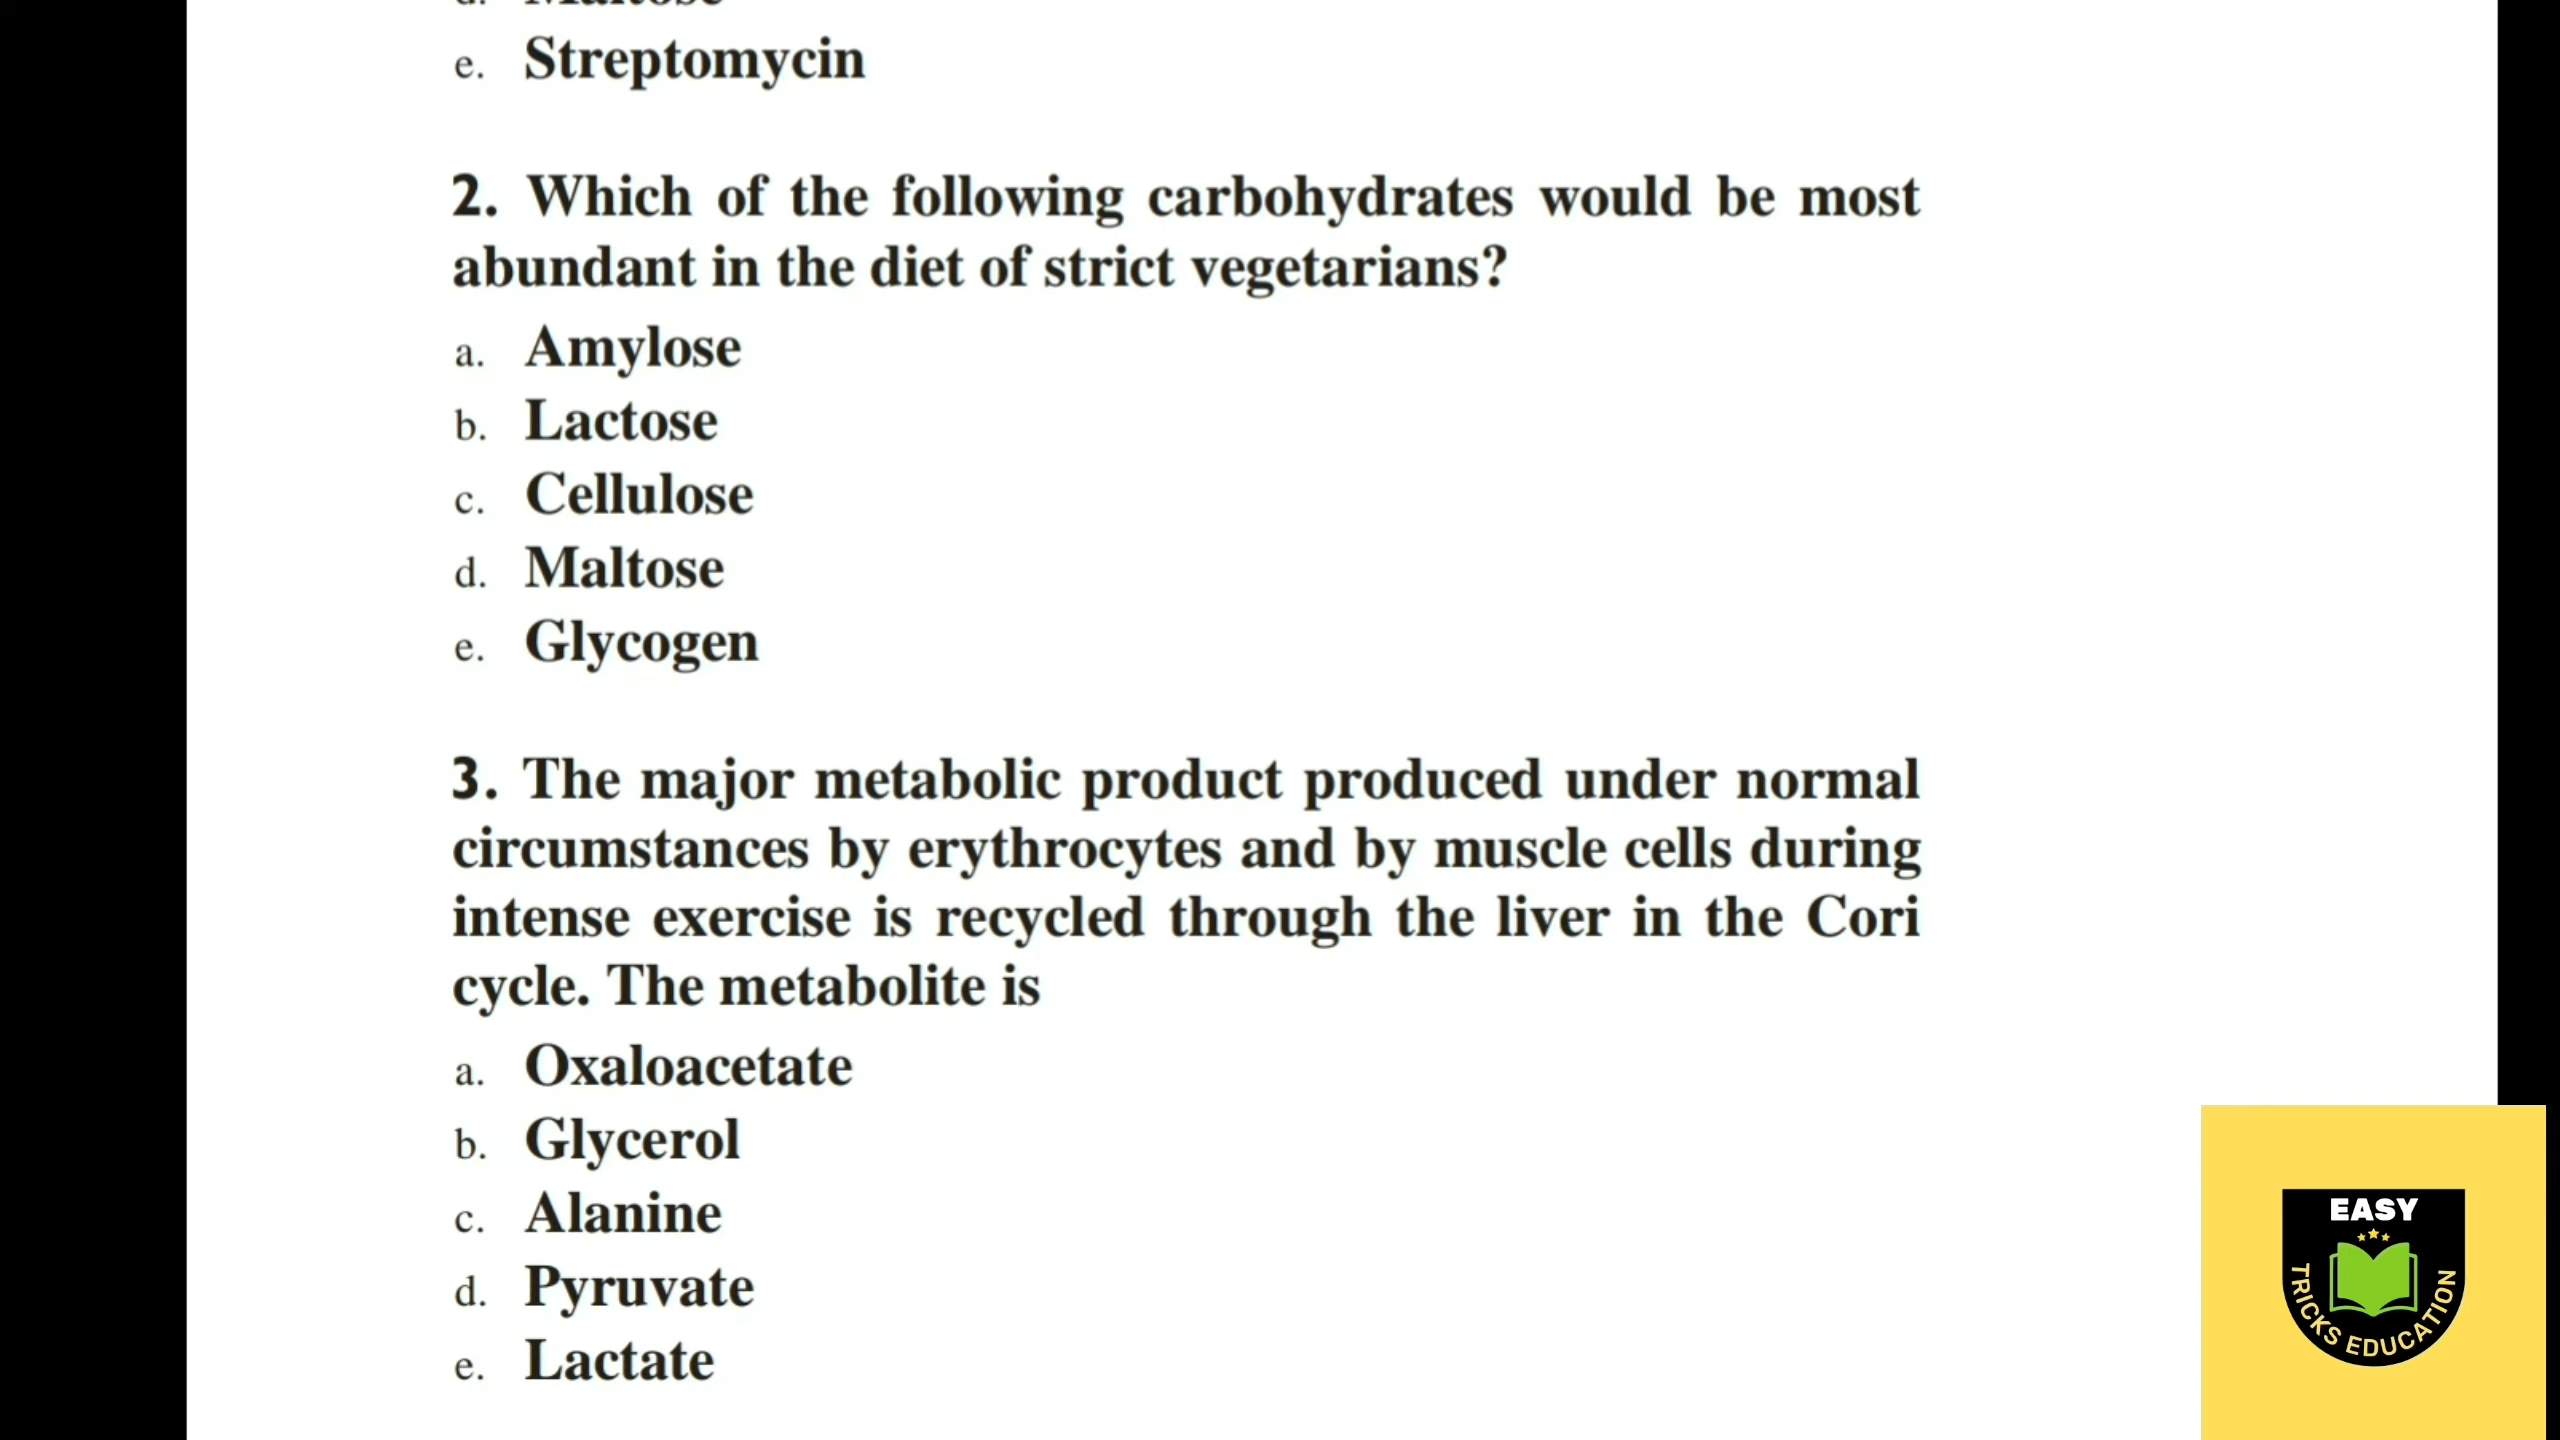 e. Streptomycin
2. Which of the following carbohydrates would be most
abundant in the diet of strict vegetarians?
a. Amylose
b. Lactose
c. Cellulose
d. Maltose
e. Glycogen
3. The major metabolic product produced under normal
circumstances by erythrocytes and by muscle cells during
intense exercise is recycled through the liver in the Cori
cycle. The metabolite is
a. Oxaloacetate
b. Glycerol
c. Alanine
d. Pyruvate
e. Lactate
EASY
TRICKS EDUCATION